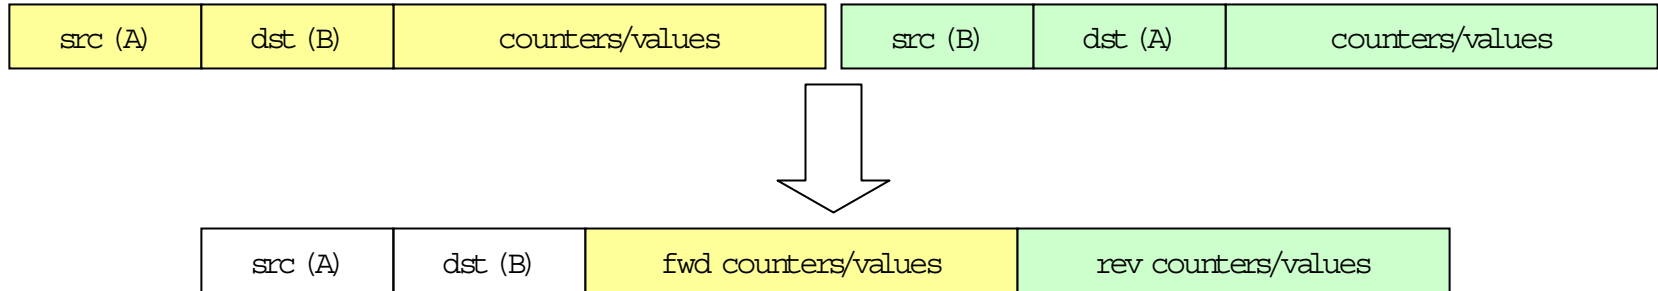 src (A) dst (B) counters/values src (B) dst (A) counters/values
src (A) dst (B) fwd counters/values rev counters/values